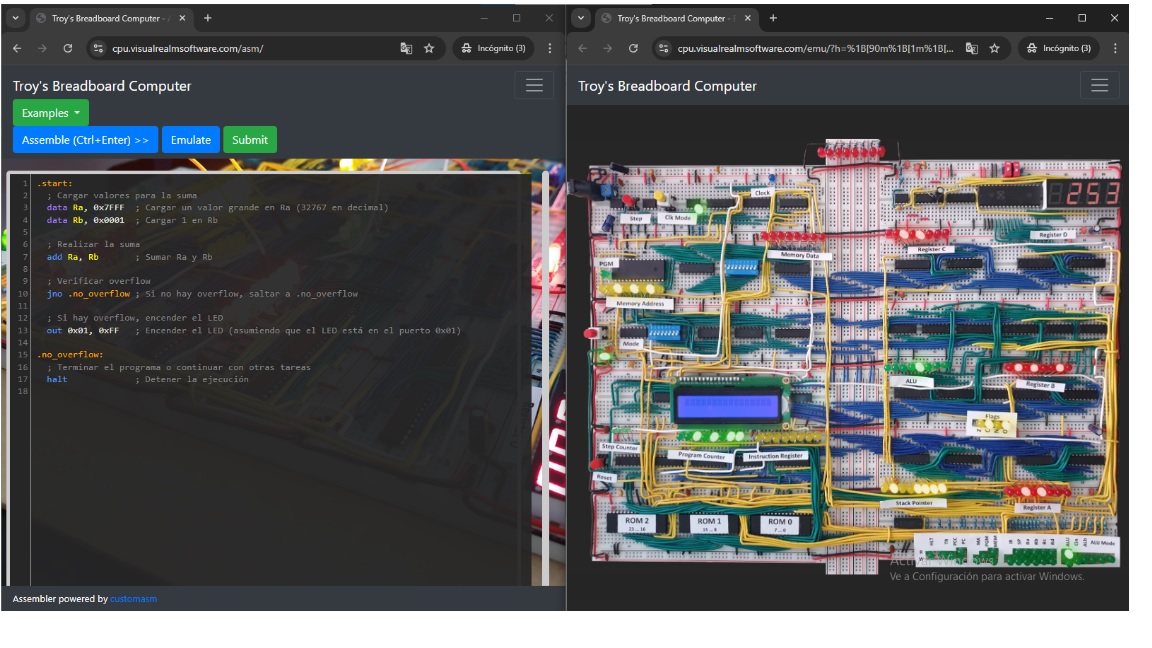 Troy's Breadboard Computer - A
cpu.visualrealmsoftware.com/asm/
Incógnito (3)
Troy's Breadboard Computer
Examples
Assemble (Ctrl+Enter) >>
Emulate
Submit
1 .start:
2 ; Cargar valores para la suma
3 data Ra, 0x7FFF ; Cargar un valor grande en Ra (32767 en decimal)
4 data Rb, 0x0001 ; Cargar 1 en Rb
5
6 ; Realizar la suma
7 add Ra, Rb ; Sumar Ra y Rb
8
9 ; Verificar overflow
10 jno .no_overflow ; Si no hay overflow, saltar a .no_overflow
11
12 ; Si hay overflow, encender el LED
13 out 0x01, 0xFF ; Encender el LED (asumiendo que el LED está en el puerto 0x01)
14
15 .no_overflow:
16 ; Terminar el programa o continuar con otras tareas
17 halt ; Detener la ejecución
18
Assembler powered by customasm
Troy's Breadboard Computer - E
cpu.visualrealmsoftware.com/emu/?h=%1B[90m%1B[1m%1B[...
Incógnito (3)
Troy's Breadboard Computer
Clock
253
Step
Clk Mode
Register D
Register C
Memory Data
PGM
Memory Address
Mode
ALU
Register B
Flags
Step Counter
Program Counter
Instruction Register
Reset
Stack Pointer
Register A
ROM 2
ROM 1
ROM 0
ALU Mode
Ve a Configuración para activar Windows.